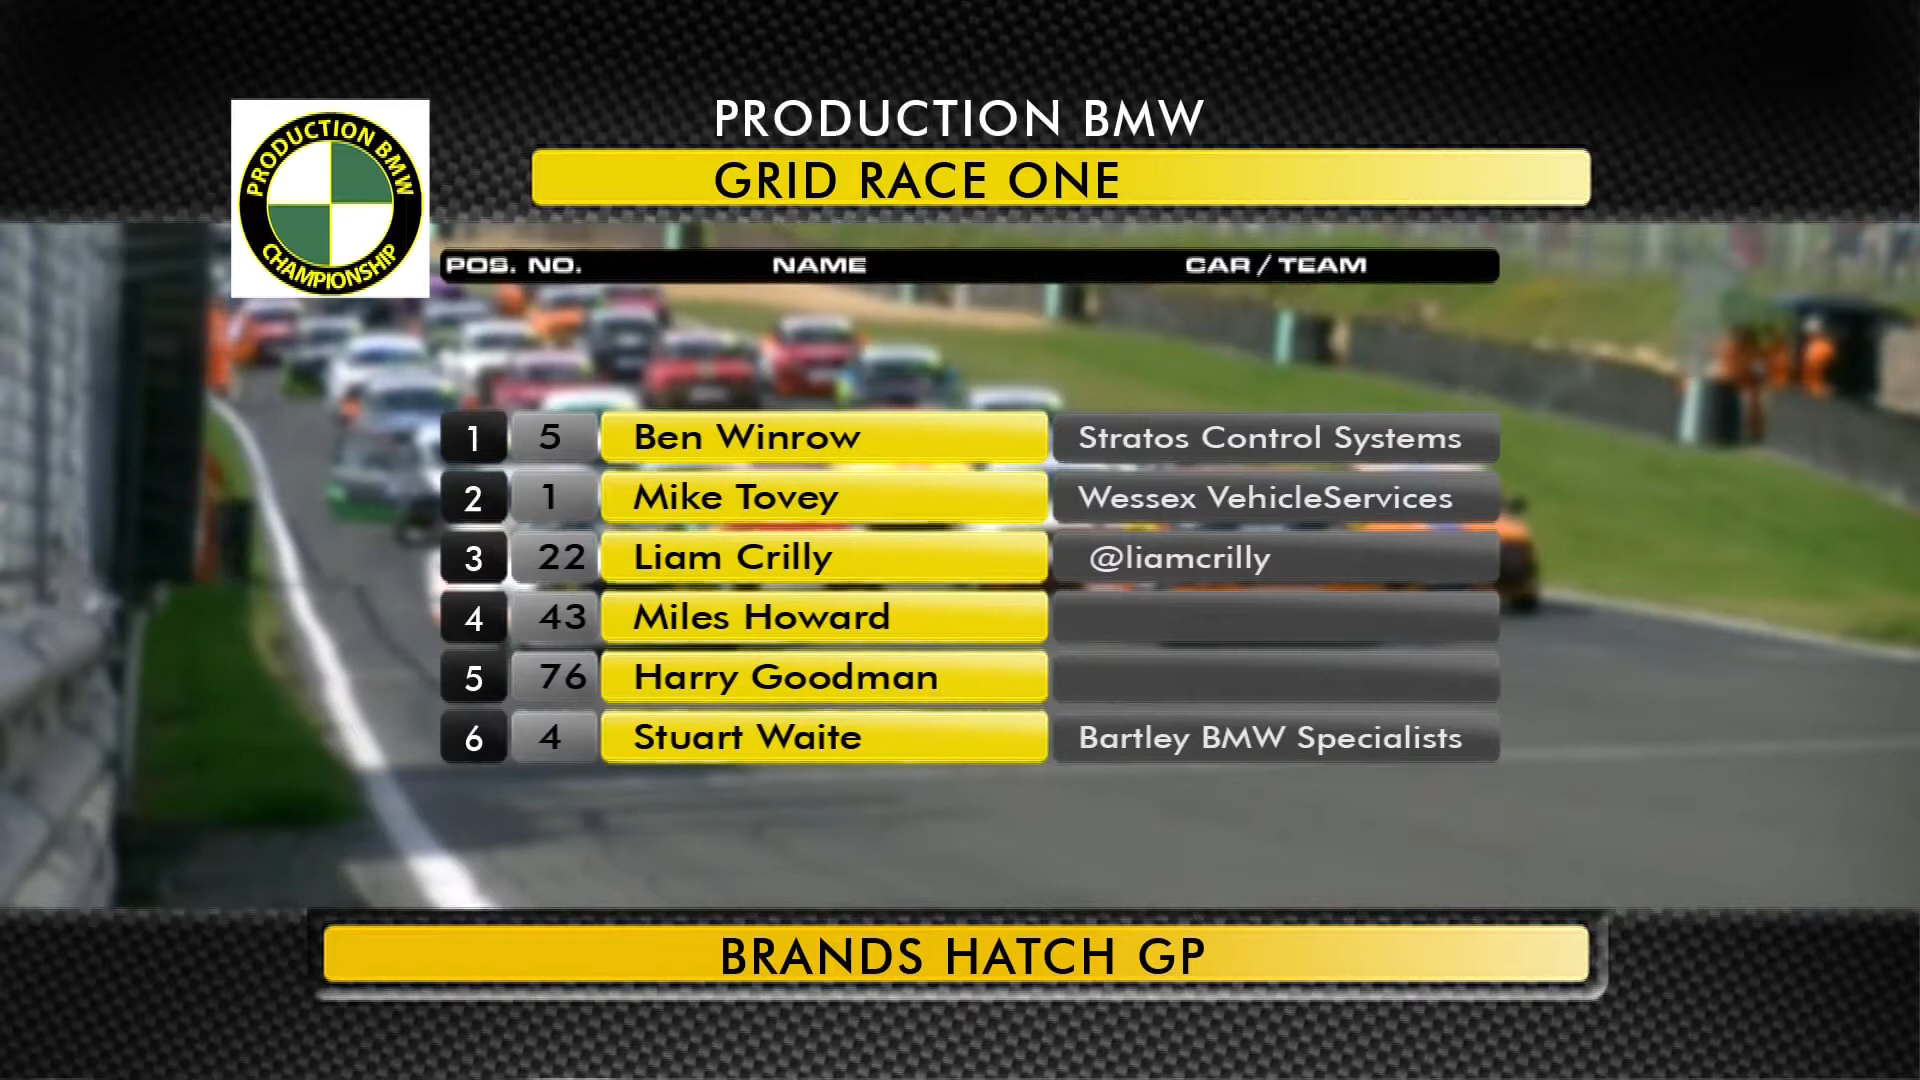 PRODUCTION BMW
CHAMPIONSHIP
PRODUCTION BMW
GRID RACE ONE
POS. NO. NAME CAR / TEAM
1 5 Ben Winrow Stratos Control Systems
2 1 Mike Tovey Wessex VehicleServices
3 22 Liam Crilly @liamcrilly
4 43 Miles Howard
5 76 Harry Goodman
6 4 Stuart Waite Bartley BMW Specialists
BRANDS HATCH GP